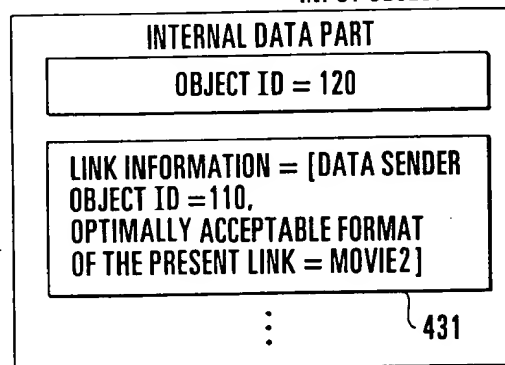 INTERNAL DATA PART
OBJECT ID = 120
LINK INFORMATION = [DATA SENDER
OBJECT ID =110,
OPTIMALLY ACCEPTABLE FORMAT
OF THE PRESENT LINK = MOVIE2]
431